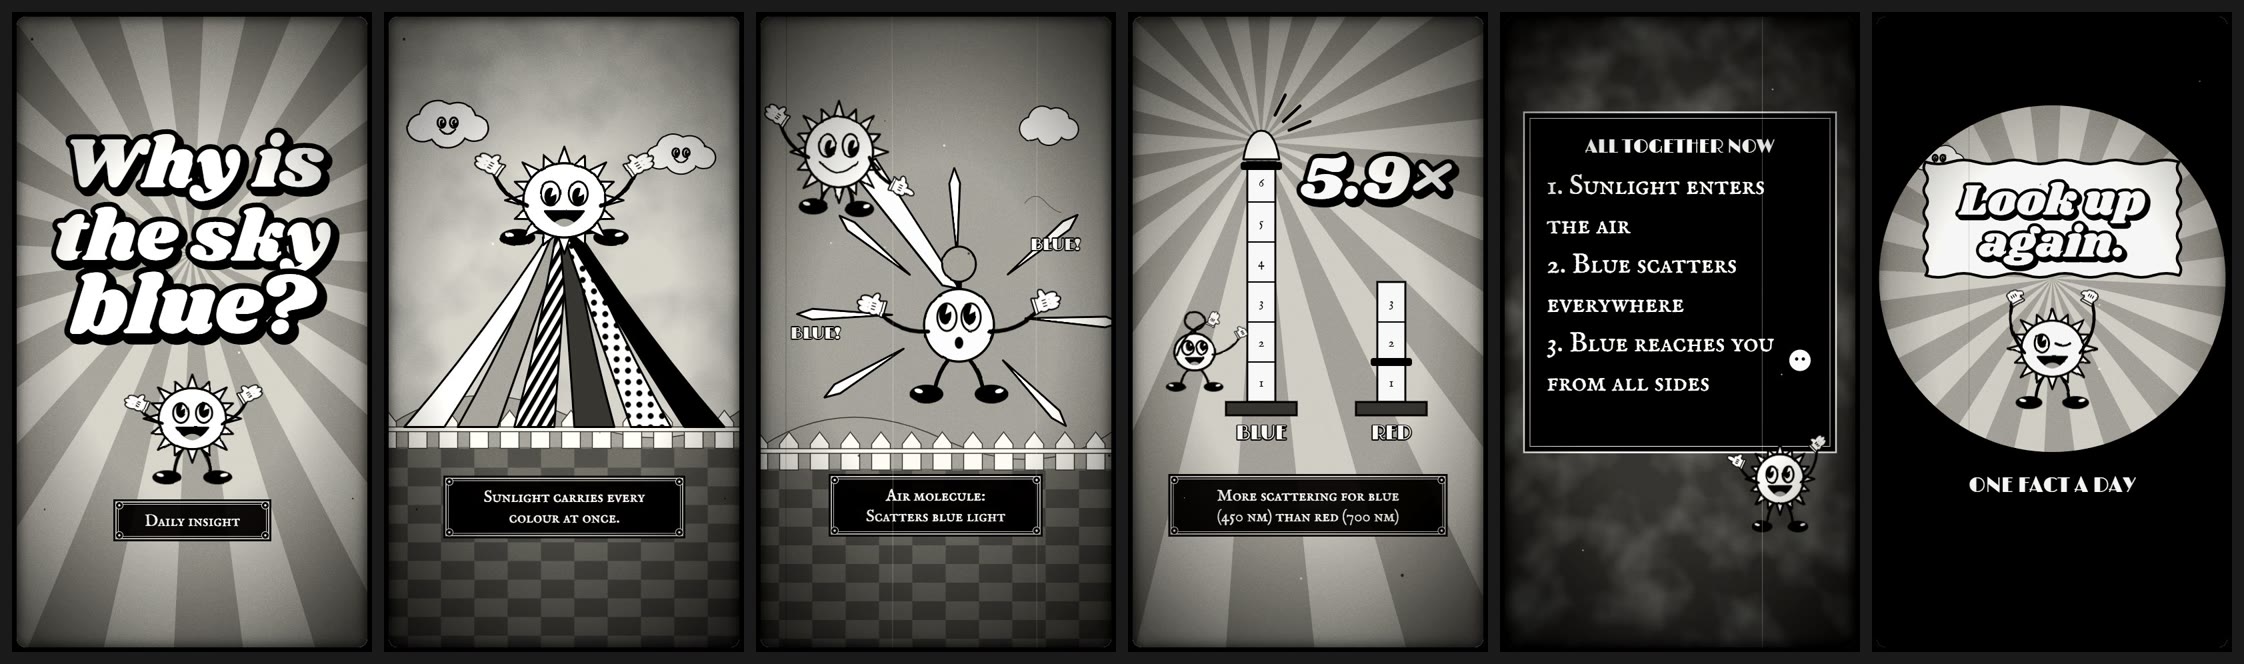 Why is
the sky
blue?
Daily insight
Sunlight carries every
colour at once.
BLUE!
BLUE!
Air molecule:
Scatters blue light
5.9×
6
5
4
3
2
1
3
2
1
BLUE
RED
More scattering for blue
(450 nm) than red (700 nm)
ALL TOGETHER NOW
1. Sunlight enters
the air
2. Blue scatters
everywhere
3. Blue reaches you
from all sides
Look up
again.
ONE FACT A DAY